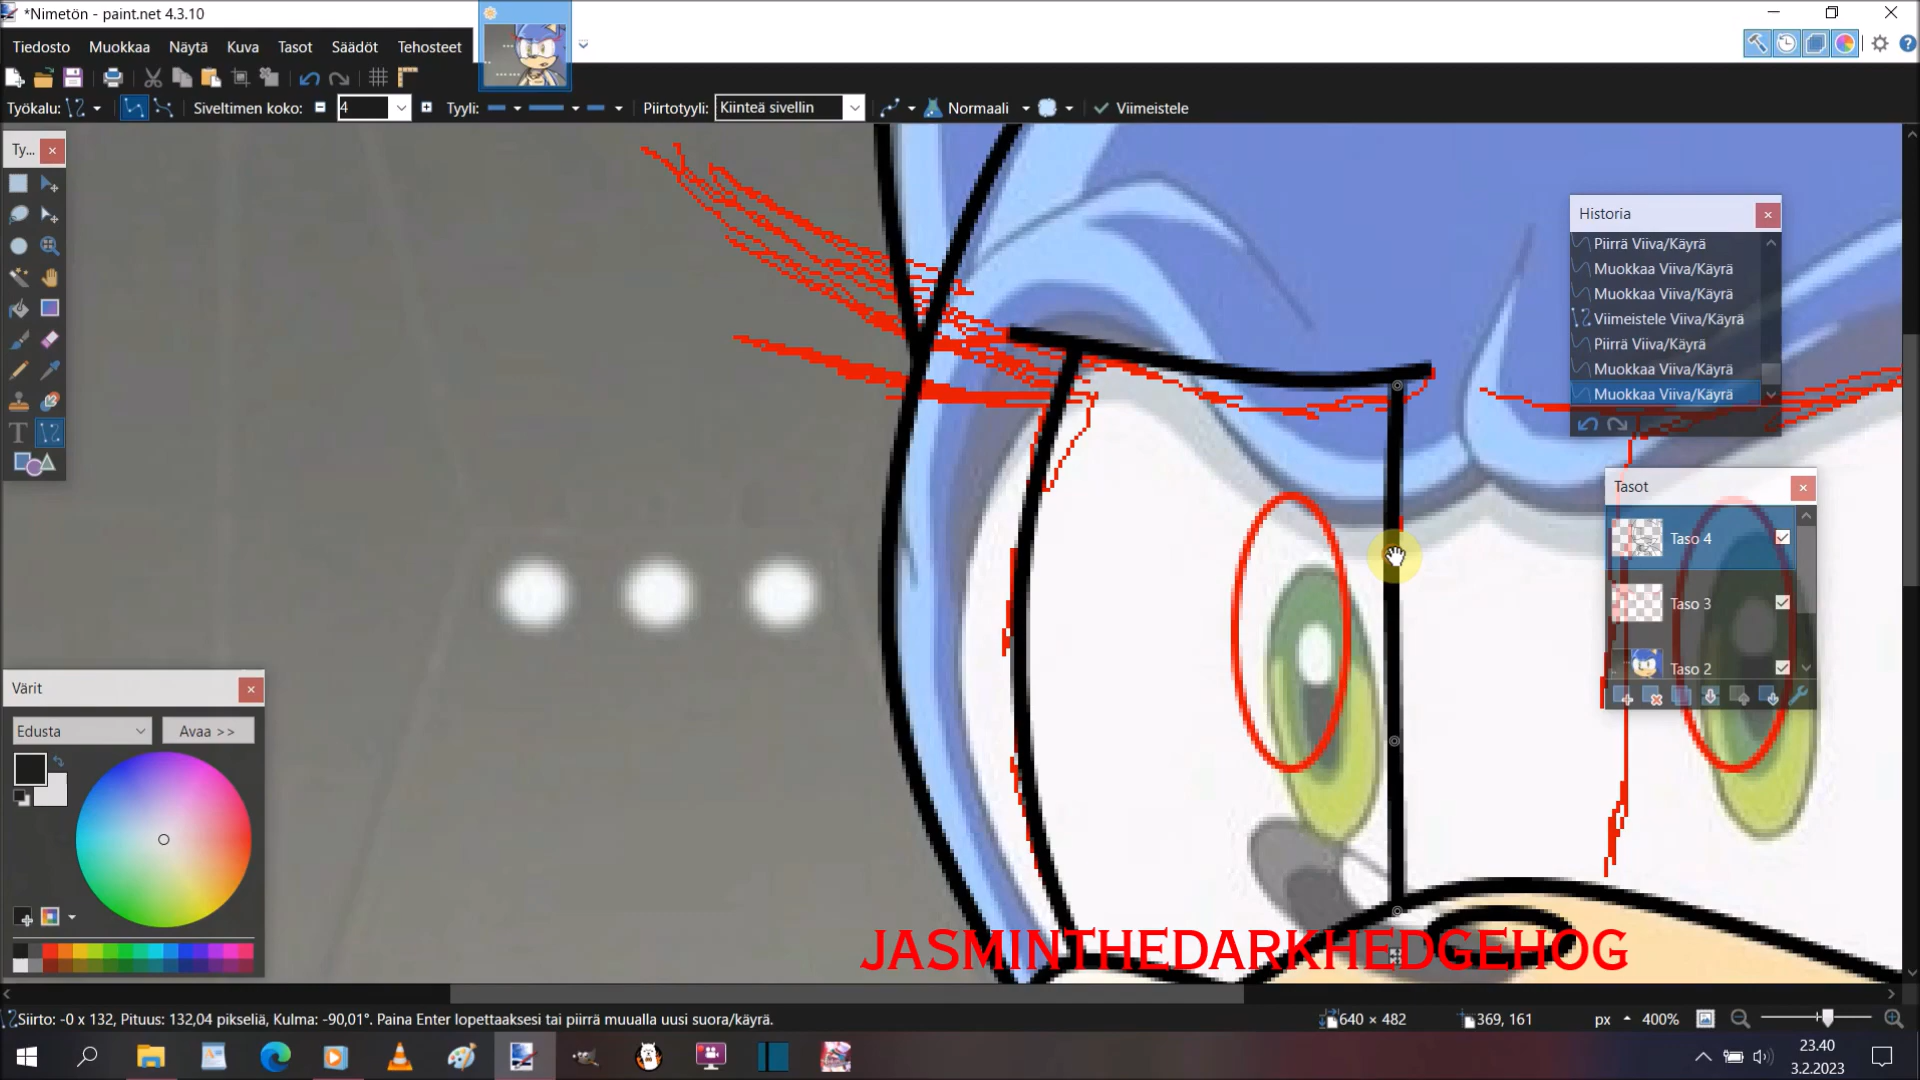 *Nimetön - paint.net 4.3.10
Tiedosto Muokkaa Näytä Kuva Tasot Säädöt Tehosteet
Työkalu: Siveltimen koko: 4 Tyyli: Piirtotyyli: Kiinteä sivellin Normaali Viimeistele
Ty...
Historia
Piirrä Viiva/Käyrä
Muokkaa Viiva/Käyrä
Muokkaa Viiva/Käyrä
Viimeistele Viiva/Käyrä
Piirrä Viiva/Käyrä
Muokkaa Viiva/Käyrä
Muokkaa Viiva/Käyrä
Tasot
Taso 4
Taso 3
Taso 2
Värit
Edusta Avaa >>
JASMINTHEDARKHEDGEHOG
Siirto: -0 x 132, Pituus: 132,04 pikseliä, Kulma: -90,01°. Paina Enter lopettaaksesi tai piirrä muualla uusi suora/käyrä. 640 × 482 369, 161 px 400%
23.40
3.2.2023